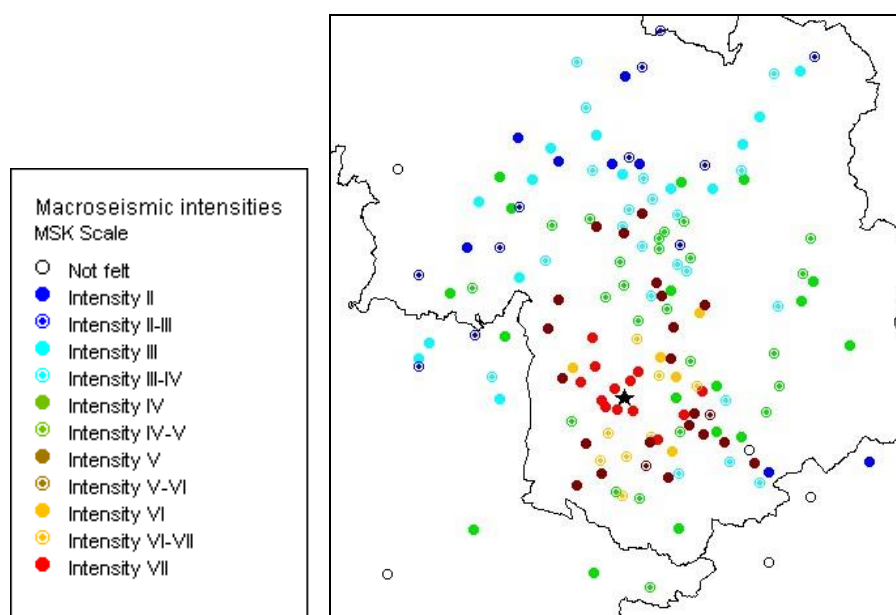 Macroseismic intensities
MSK Scale
Not felt
Intensity II
Intensity II-III
Intensity III
Intensity III-IV
Intensity IV
Intensity IV-V
Intensity V
Intensity V-VI
Intensity VI
Intensity VI-VII
Intensity VII